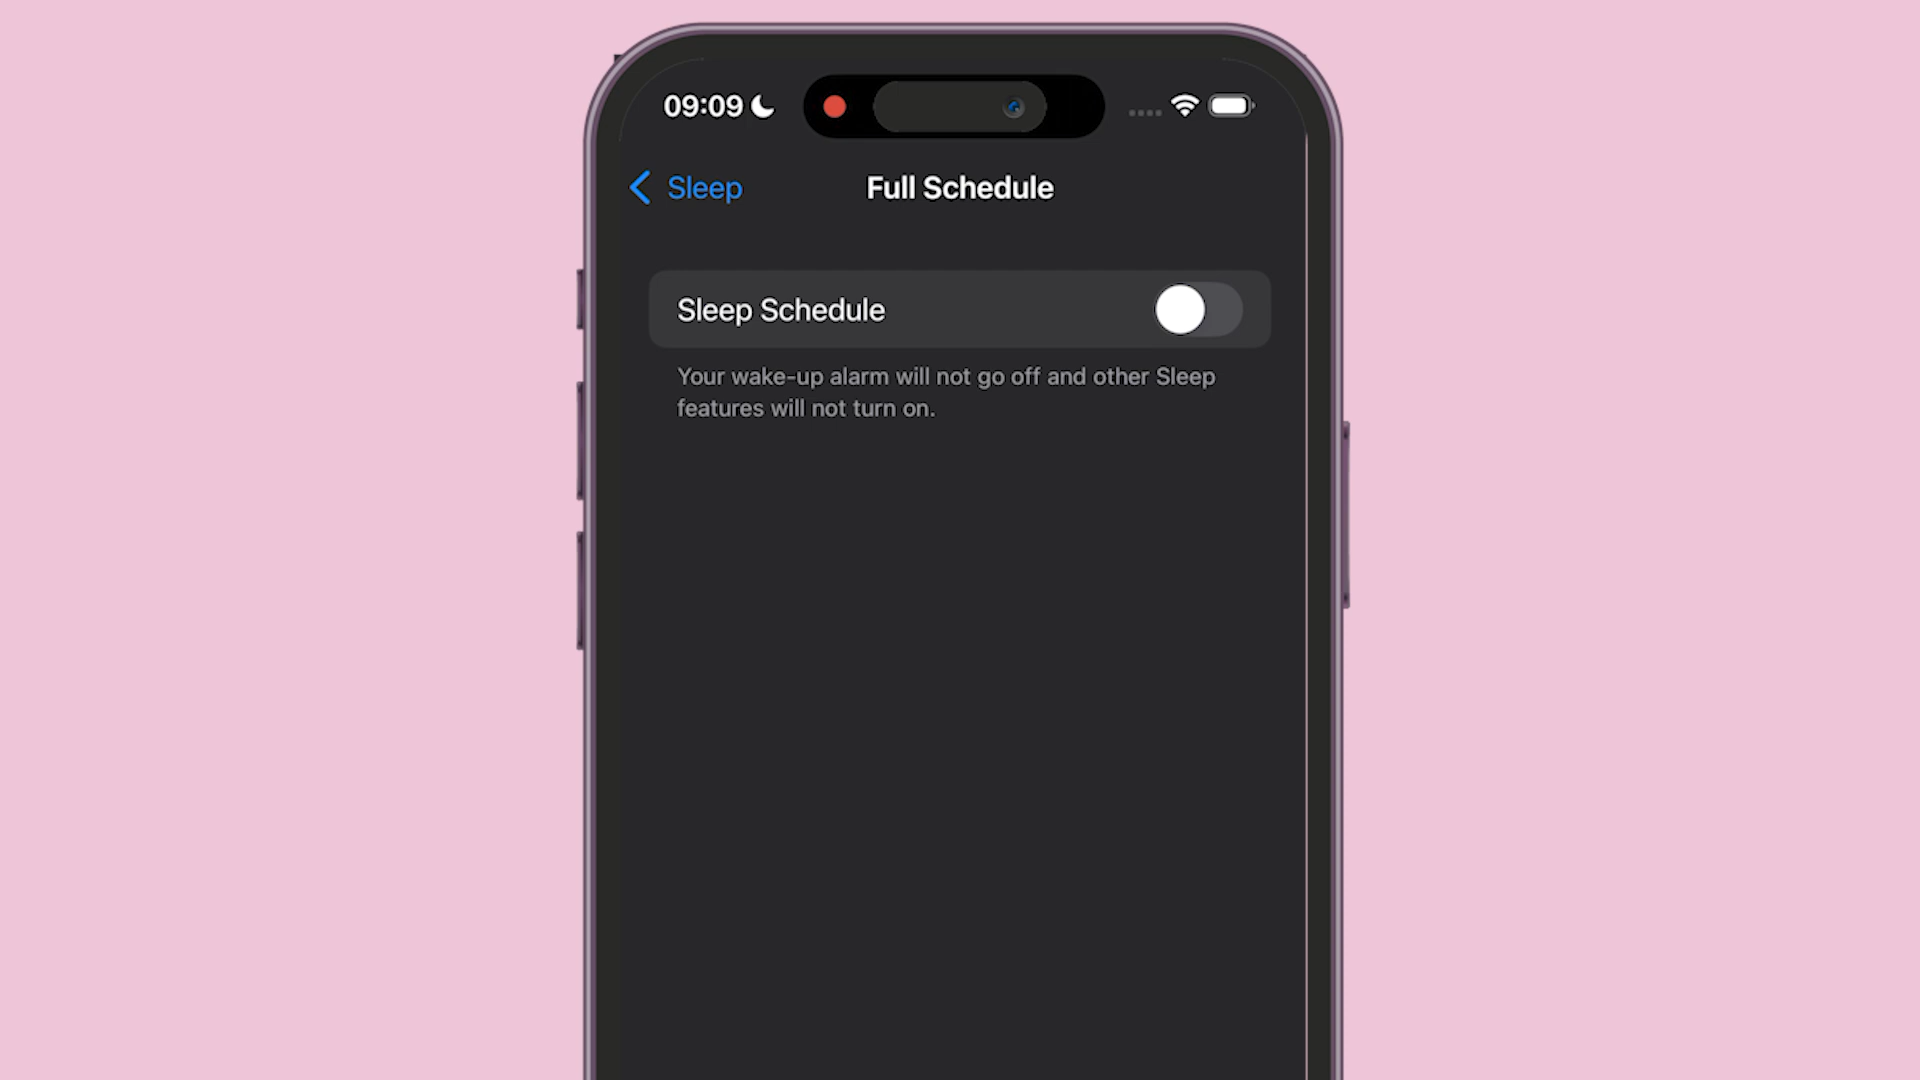 09:09
Sleep
Full Schedule
Sleep Schedule
Your wake-up alarm will not go off and other Sleep
features will not turn on.